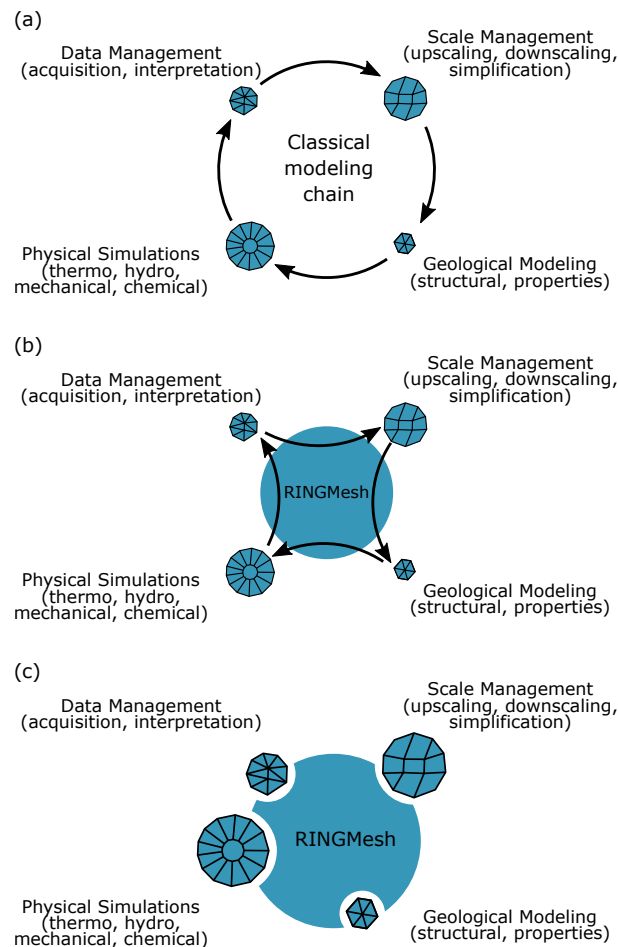 (a)
Data Management
(acquisition, interpretation)
Scale Management
(upscaling, downscaling,
simplification)
Classical
modeling
chain
Physical Simulations
(thermo, hydro,
mechanical, chemical)
Geological Modeling
(structural, properties)
(b)
Data Management
(acquisition, interpretation)
Scale Management
(upscaling, downscaling,
simplification)
RINGMesh
Physical Simulations
(thermo, hydro,
mechanical, chemical)
Geological Modeling
(structural, properties)
(c)
Data Management
(acquisition, interpretation)
Scale Management
(upscaling, downscaling,
simplification)
RINGMesh
Physical Simulations
(thermo, hydro,
mechanical, chemical)
Geological Modeling
(structural, properties)